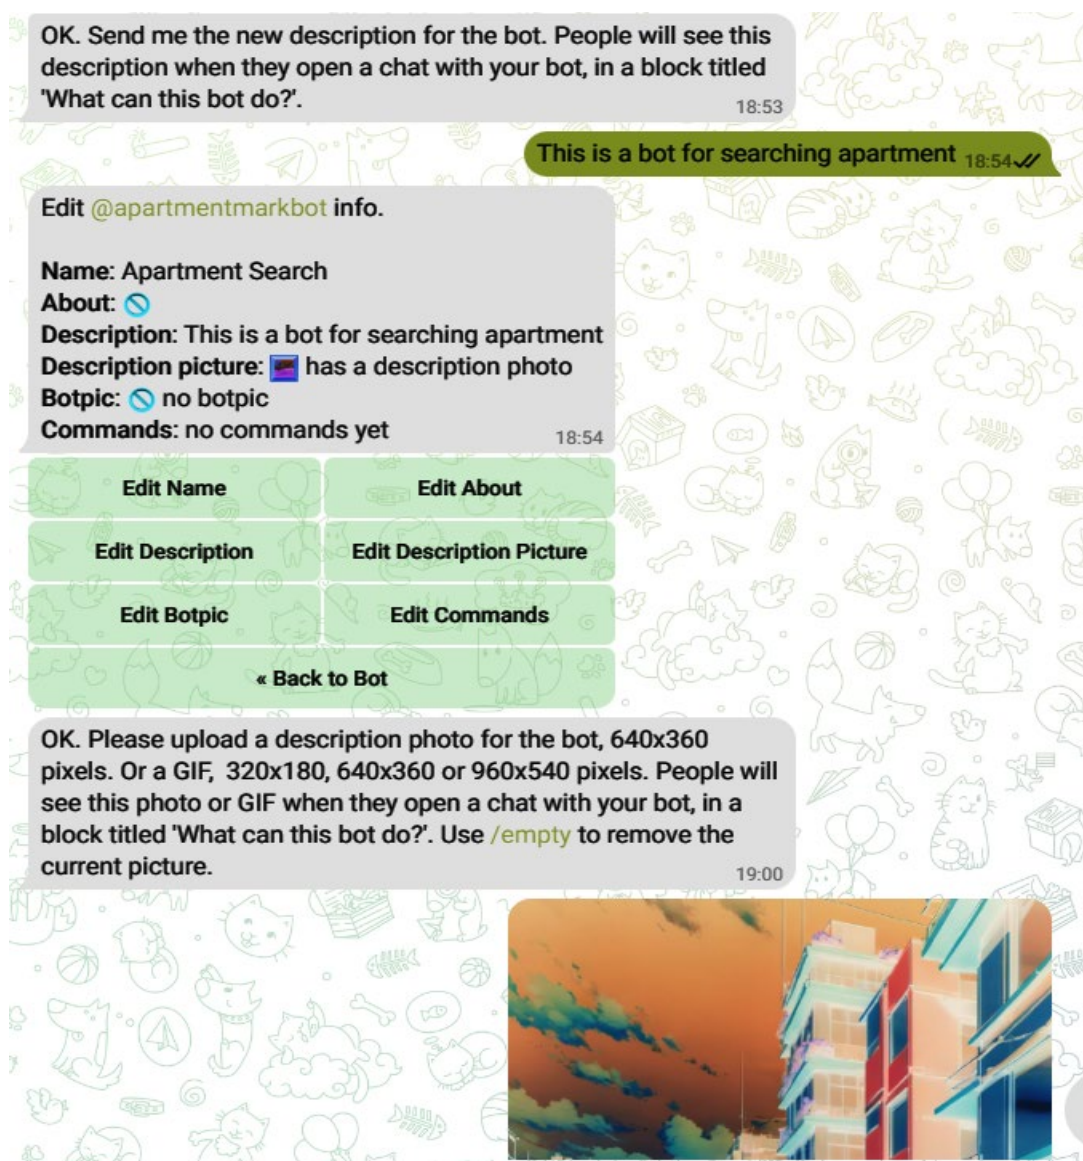 OK. Send me the new description for the bot. People will see this
description when they open a chat with your bot, in a block titled
'What can this bot do?'.
18:53
This is a bot for searching apartment 18:54
Edit @apartmentmarkbot info.
Name: Apartment Search
About:
Description: This is a bot for searching apartment
Description picture: has a description photo
Botpic: no botpic
Commands: no commands yet
18:54
Edit Name
Edit About
Edit Description
Edit Description Picture
Edit Botpic
Edit Commands
« Back to Bot
OK. Please upload a description photo for the bot, 640x360
pixels. Or a GIF, 320x180, 640x360 or 960x540 pixels. People will
see this photo or GIF when they open a chat with your bot, in a
block titled 'What can this bot do?'. Use /empty to remove the
current picture.
19:00